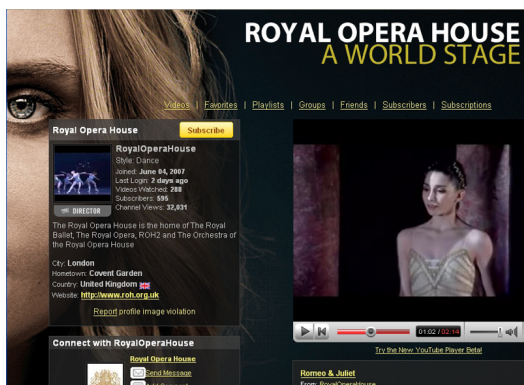 ROYAL OPERA HOUSE
A WORLD STAGE
Videos | Favorites | Playlists | Groups | Friends | Subscribers | Subscriptions
Royal Opera House
Subscribe
RoyalOperaHouse
Style: Dance
Joined: June 04, 2007
Last Login: 2 days ago
Videos Watched: 288
Subscribers: 595
Channel Views: 32,031
DIRECTOR
The Royal Opera House is the home of The Royal
Ballet, The Royal Opera, ROH2 and The Orchestra of
the Royal Opera House
City: London
Hometown: Covent Garden
Country: United Kingdom
Website: http://www.roh.org.uk
Report profile image violation
Connect with RoyalOperaHouse
Royal Opera House
Send Message
Add Comment
01:02 / 02:14
Try the New YouTube Player Beta!
Romeo & Juliet
From: RoyalOperaHouse